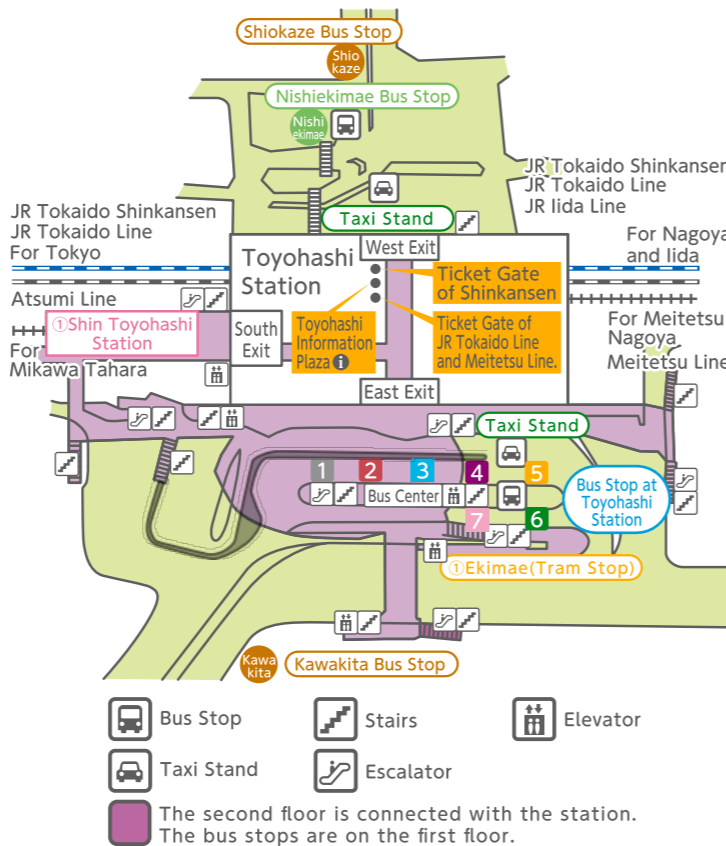 Shiokaze Bus Stop
Shio
kaze
Nishiekimae Bus Stop
Nishi
ekimae
JR Tokaido Shinkansen
JR Tokaido Line
JR Iida Line
Taxi Stand
JR Tokaido Shinkansen
JR Tokaido Line
For Tokyo
West Exit
For Nagoya
and Iida
Toyohashi
Station
Ticket Gate
of Shinkansen
Atsumi Line
①Shin Toyohashi
Station
South
Exit
Toyohashi
Information
Plaza i
Ticket Gate of
JR Tokaido Line
and Meitetsu Line.
For Meitetsu
Nagoya
Meitetsu Line
For
Mikawa Tahara
East Exit
Taxi Stand
1
2
3
4
5
Bus Center
Bus Stop at
Toyohashi
Station
7
6
①Ekimae(Tram Stop)
Kawa
kita
Kawakita Bus Stop
Bus Stop
Stairs
Elevator
Taxi Stand
Escalator
The second floor is connected with the station.
The bus stops are on the first floor.